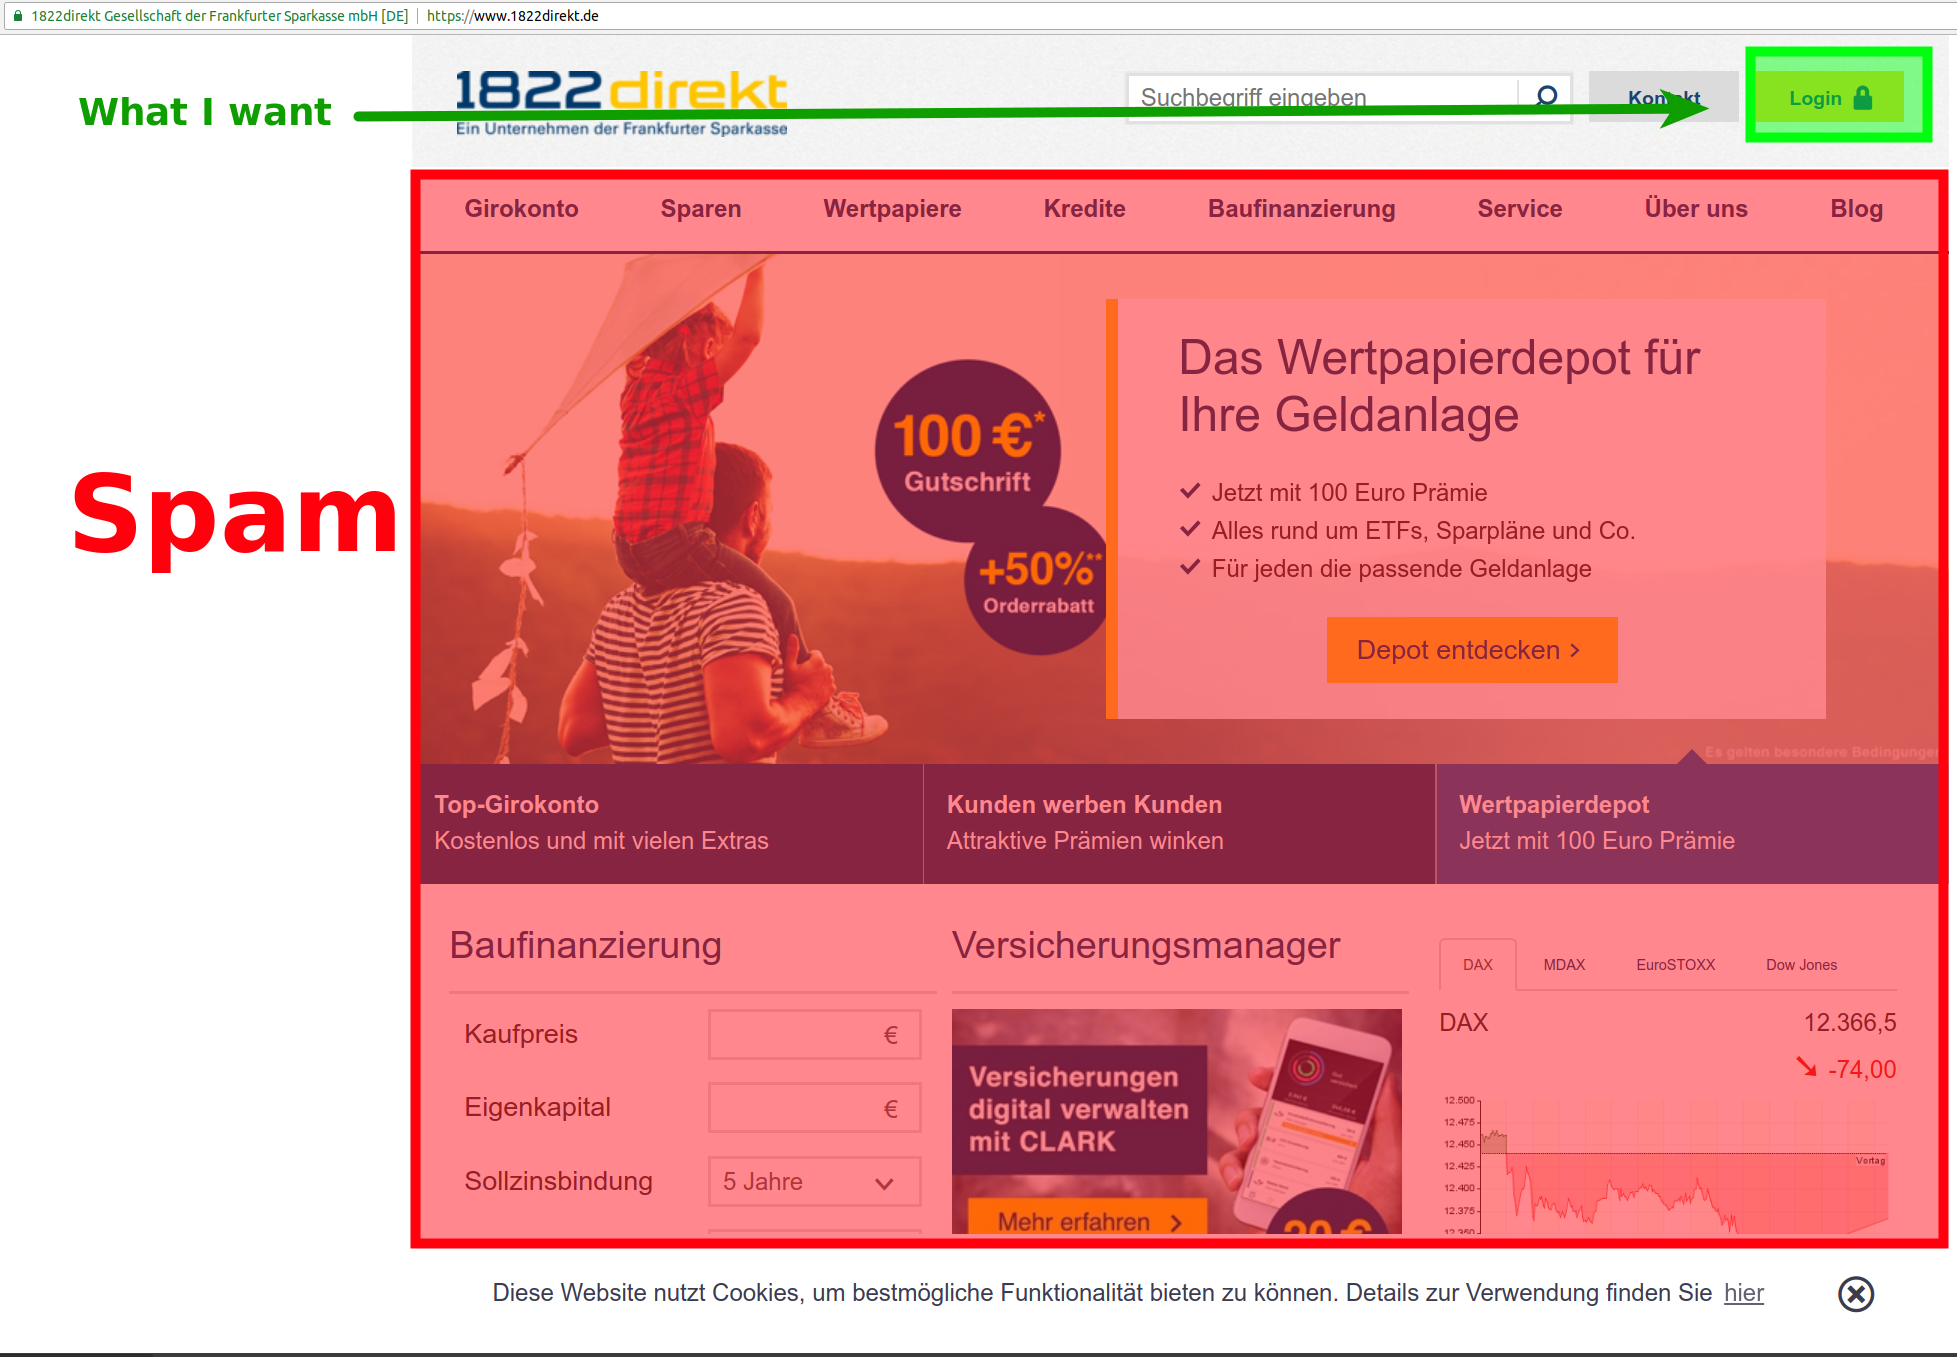 1822direkt Gesellschaft der Frankfurter Sparkasse mbH [DE] | https://www.1822direkt.de
What I want
1822direkt
Ein Unternehmen der Frankfurter Sparkasse
Suchbegriff eingeben
Kontakt
Login
Girokonto Sparen Wertpapiere Kredite Baufinanzierung Service Über uns Blog
Spam
100 €*
Gutschrift
+50%**
Orderrabatt
Das Wertpapierdepot für
Ihre Geldanlage
Jetzt mit 100 Euro Prämie
Alles rund um ETFs, Sparpläne und Co.
Für jeden die passende Geldanlage
Depot entdecken >
Es gelten besondere Bedingungen
Top-Girokonto
Kostenlos und mit vielen Extras
Kunden werben Kunden
Attraktive Prämien winken
Wertpapierdepot
Jetzt mit 100 Euro Prämie
Baufinanzierung
Kaufpreis €
Eigenkapital €
Sollzinsbindung 5 Jahre
Versicherungsmanager
Versicherungen
digital verwalten
mit CLARK
Mehr erfahren >
20 €
DAX MDAX EuroSTOXX Dow Jones
DAX 12.366,5
-74,00
12.500
12.475
12.450
Vortag
12.425
12.400
12.375
12.350
Diese Website nutzt Cookies, um bestmögliche Funktionalität bieten zu können. Details zur Verwendung finden Sie hier